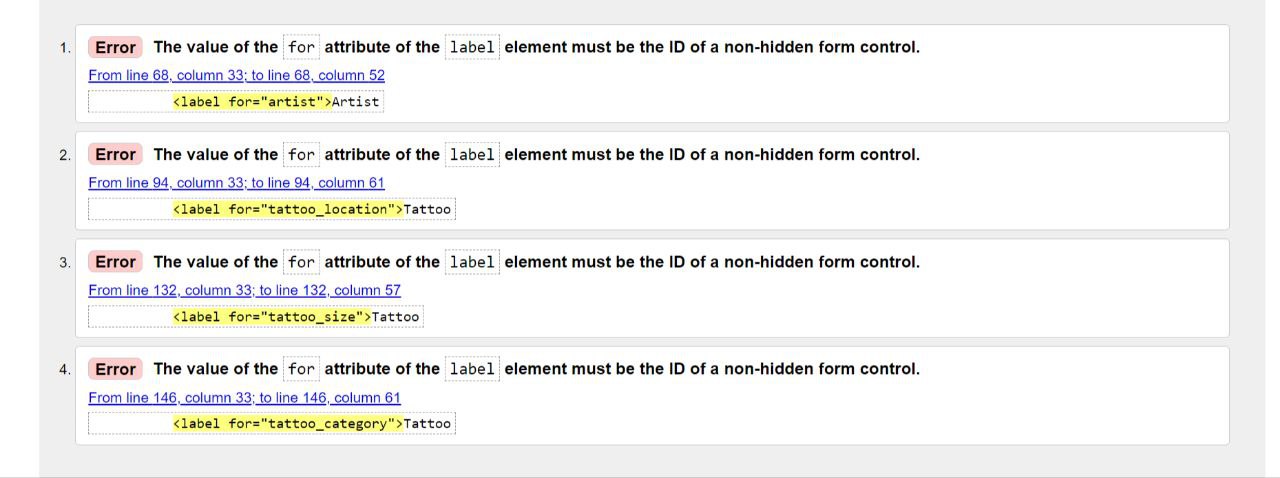 1. Error The value of the for attribute of the label element must be the ID of a non-hidden form control.
From line 68, column 33; to line 68, column 52
<label for="artist">Artist
2. Error The value of the for attribute of the label element must be the ID of a non-hidden form control.
From line 94, column 33; to line 94, column 61
<label for="tattoo_location">Tattoo
3. Error The value of the for attribute of the label element must be the ID of a non-hidden form control.
From line 132, column 33; to line 132, column 57
<label for="tattoo_size">Tattoo
4. Error The value of the for attribute of the label element must be the ID of a non-hidden form control.
From line 146, column 33; to line 146, column 61
<label for="tattoo_category">Tattoo